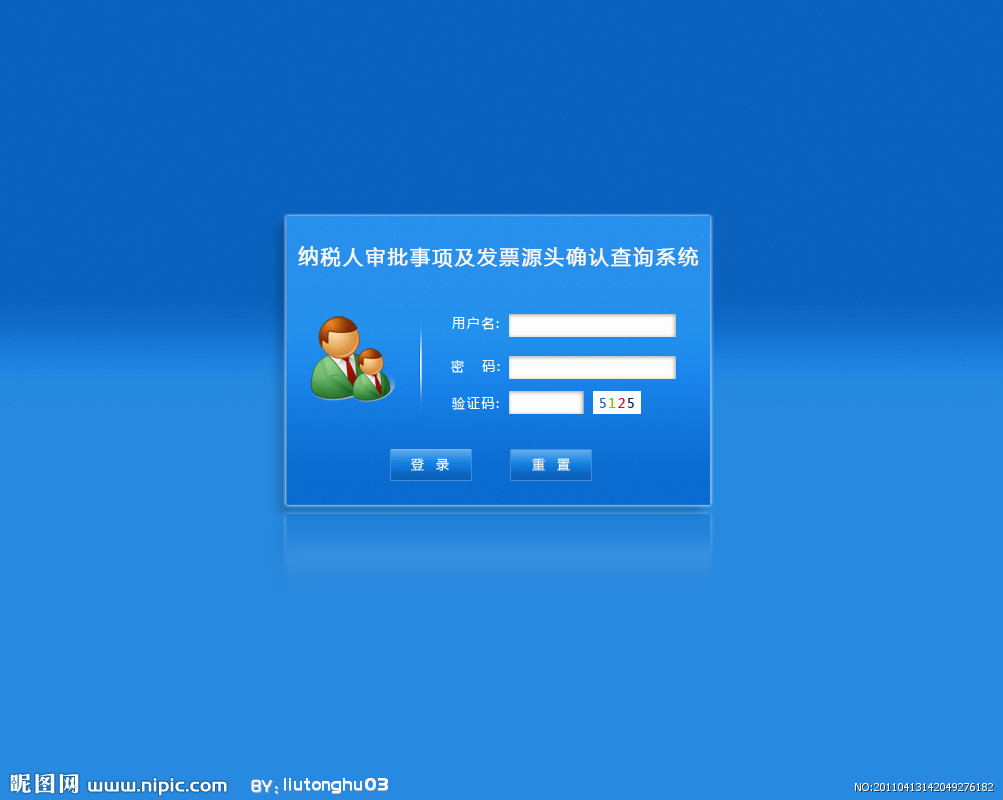 纳税人审批事项及发票源头确认查询系统
用户名:
密 码:
验证码: 5125
登 录 重 置
昵图网 www.nipic.com BY:liutonghu03 NO:20110413142049276182